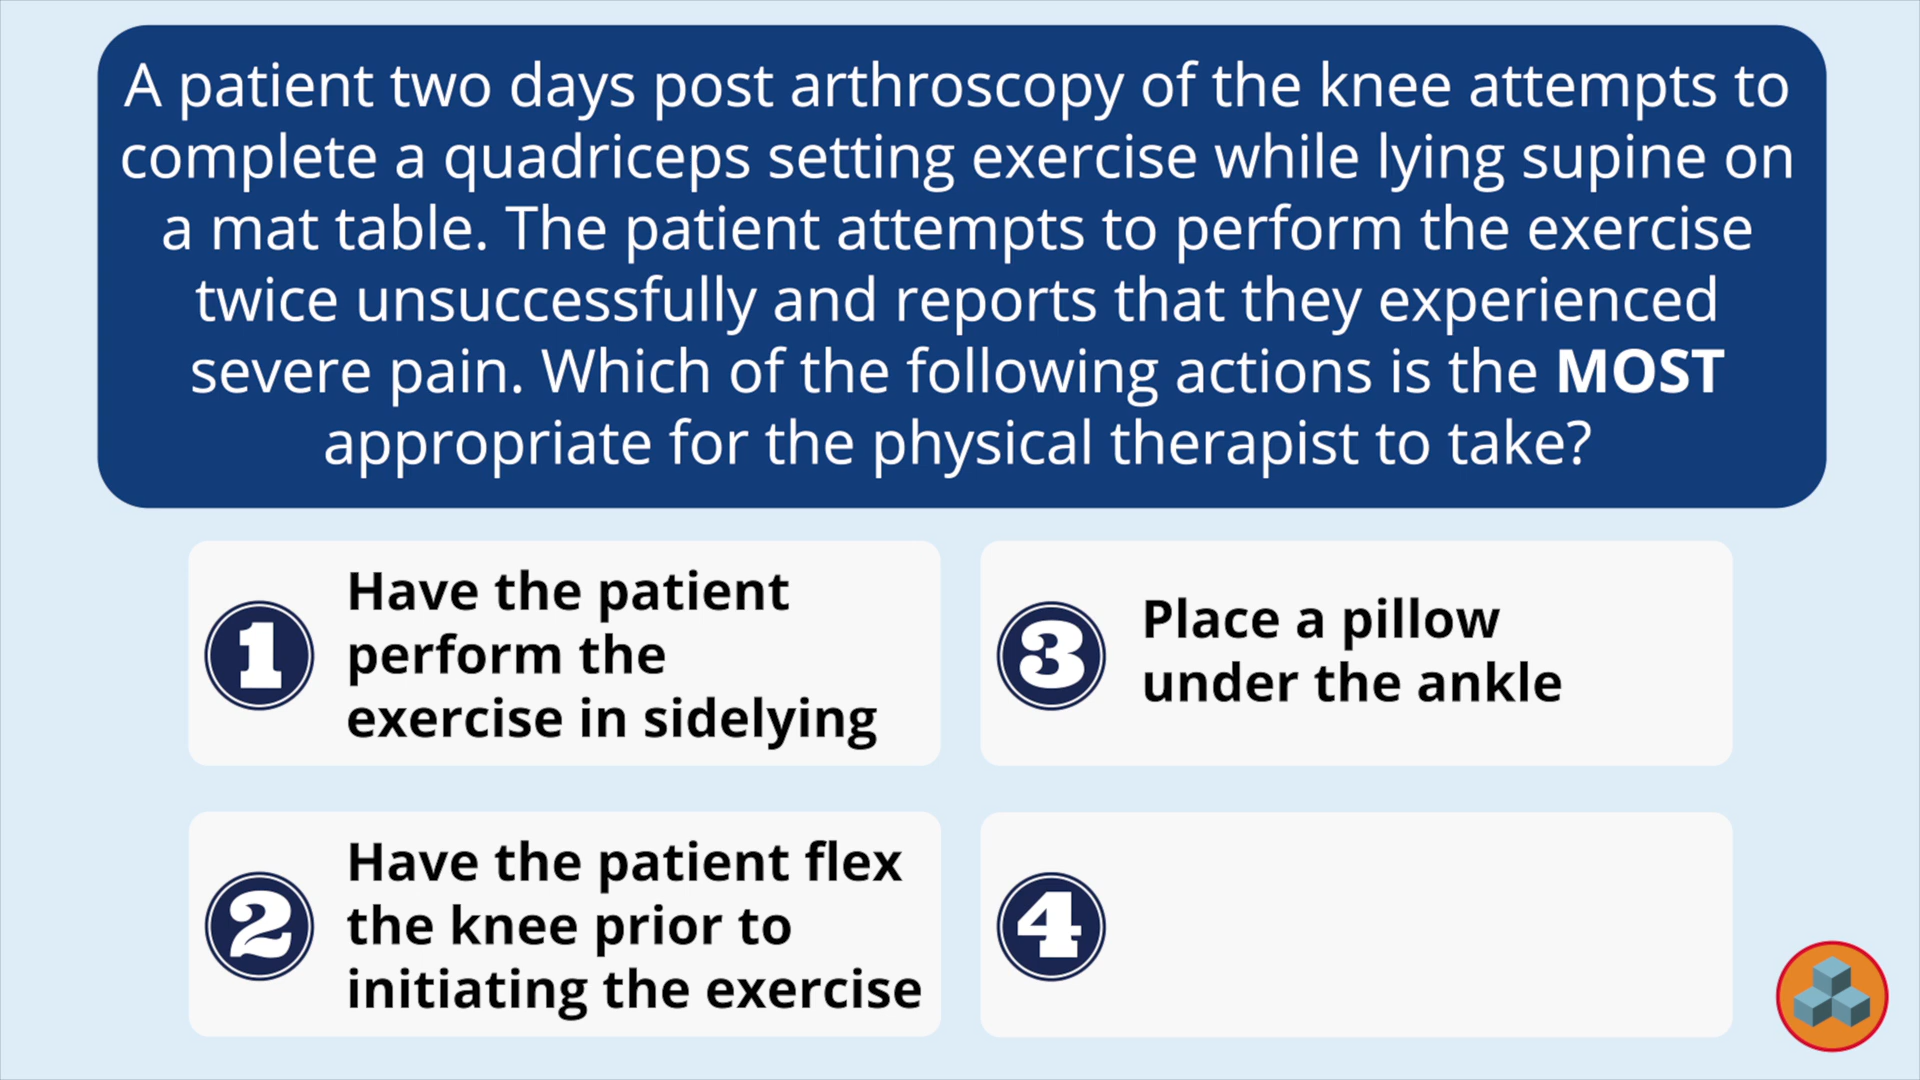 A patient two days post arthroscopy of the knee attempts to
complete a quadriceps setting exercise while lying supine on
a mat table. The patient attempts to perform the exercise
twice unsuccessfully and reports that they experienced
severe pain. Which of the following actions is the MOST
appropriate for the physical therapist to take?
1
Have the patient
perform the
exercise in sidelying
2
Have the patient flex
the knee prior to
initiating the exercise
3
Place a pillow
under the ankle
4